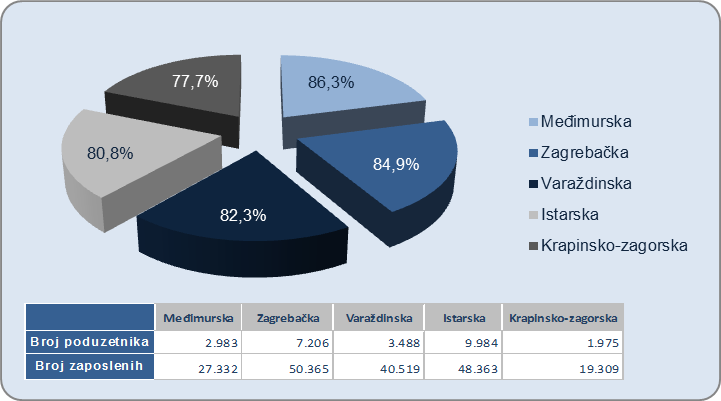 77,7%
86,3%
80,8%
84,9%
82,3%
Međimurska
Zagrebačka
Varaždinska
Istarska
Krapinsko-zagorska
Međimurska Zagrebačka Varaždinska Istarska Krapinsko-zagorska
Broj poduzetnika 2.983 7.206 3.488 9.984 1.975
Broj zaposlenih 27.332 50.365 40.519 48.363 19.309